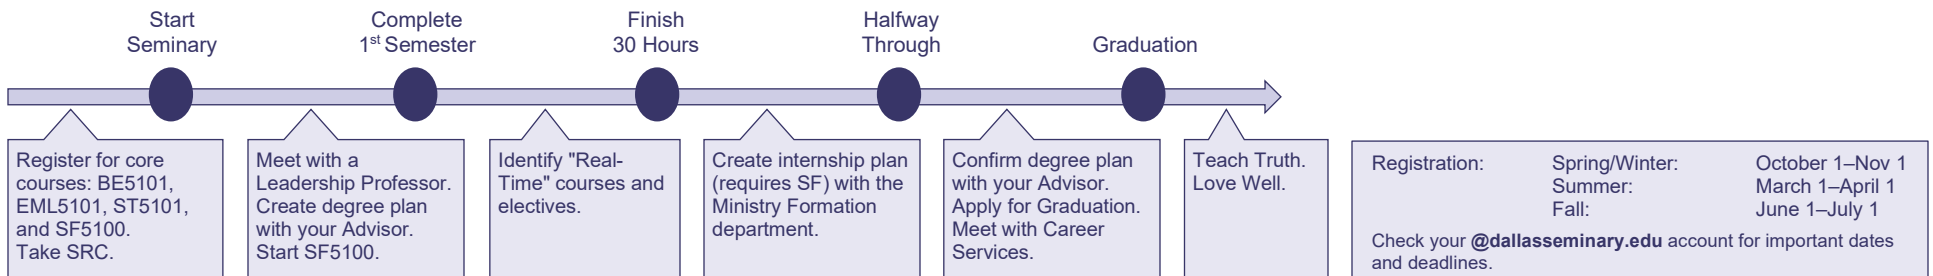 Start
Seminary
Complete
1st Semester
Finish
30 Hours
Halfway
Through
Graduation
Register for core
courses: BE5101,
EML5101, ST5101,
and SF5100.
Take SRC.
Meet with a
Leadership Professor.
Create degree plan
with your Advisor.
Start SF5100.
Identify "Real-
Time" courses and
electives.
Create internship plan
(requires SF) with the
Ministry Formation
department.
Confirm degree plan
with your Advisor.
Apply for Graduation.
Meet with Career
Services.
Teach Truth.
Love Well.
Registration: Spring/Winter: October 1–Nov 1
Summer: March 1–April 1
Fall: June 1–July 1
Check your @dallasseminary.edu account for important dates
and deadlines.